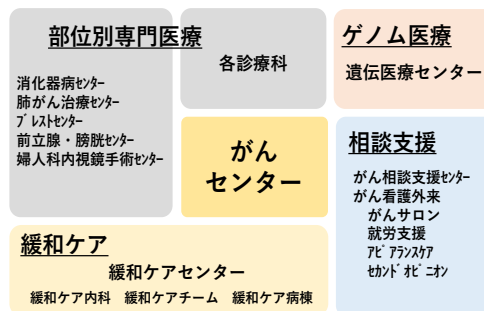 部位別専門医療
消化器病ｾﾝﾀｰ
肺がん治療ｾﾝﾀｰ
ﾌﾞﾚｽﾄｾﾝﾀｰ
前立腺・膀胱ｾﾝﾀｰ
婦人科内視鏡手術ｾﾝﾀｰ
各診療科
ゲノム医療
遺伝医療センター
がん
センター
相談支援
がん相談支援ｾﾝﾀｰ
がん看護外来
がんサロン
就労支援
ｱﾋﾟｱﾗﾝｽｹｱ
ｾｶﾝﾄﾞｵﾋﾟﾆｵﾝ
緩和ケア
緩和ケアセンター
緩和ケア内科　緩和ケアチーム　緩和ケア病棟